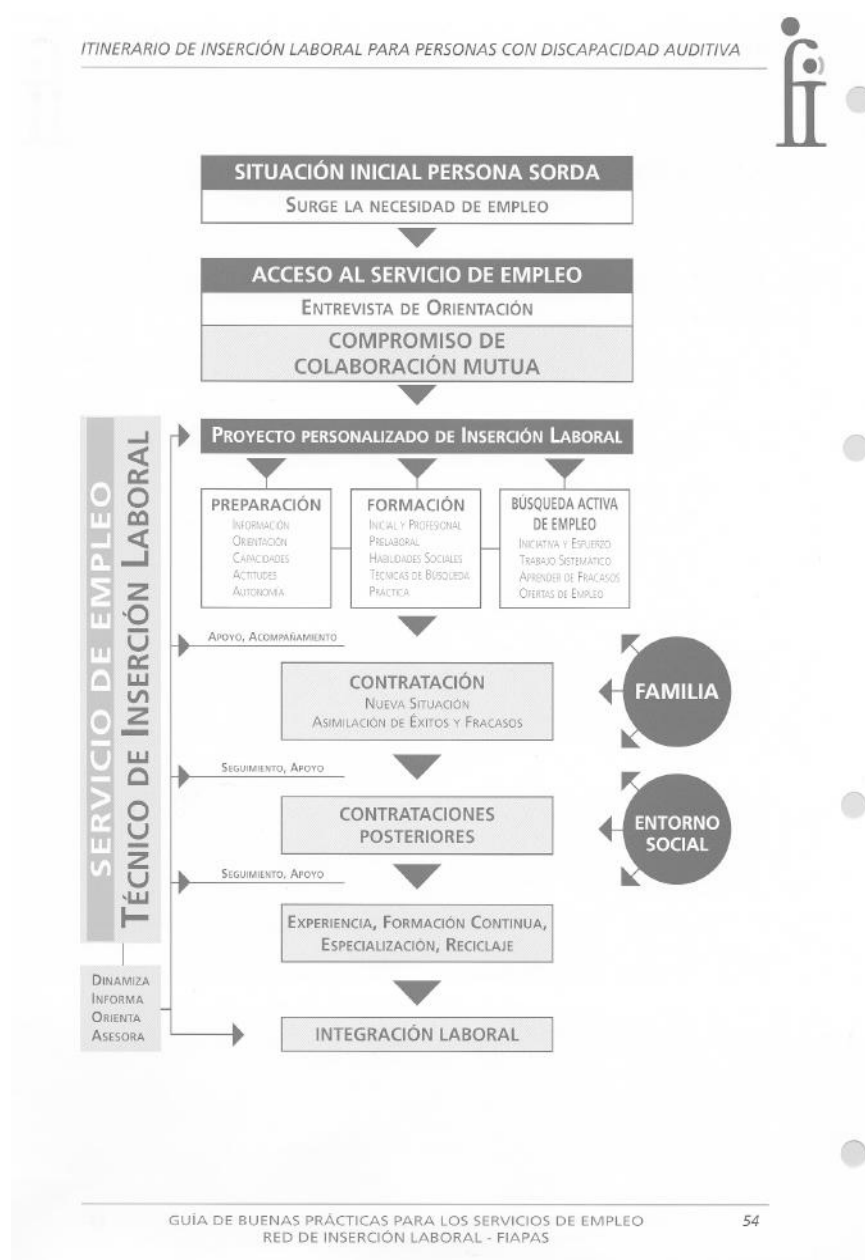 ITINERARIO DE INSERCIÓN LABORAL PARA PERSONAS CON DISCAPACIDAD AUDITIVA
fi
SITUACIÓN INICIAL PERSONA SORDA
SURGE LA NECESIDAD DE EMPLEO
ACCESO AL SERVICIO DE EMPLEO
ENTREVISTA DE ORIENTACIÓN
COMPROMISO DE
COLABORACIÓN MUTUA
SERVICIO DE EMPLEO
TÉCNICO DE INSERCIÓN LABORAL
PROYECTO PERSONALIZADO DE INSERCIÓN LABORAL
PREPARACIÓN
INFORMACIÓN
ORIENTACIÓN
CAPACIDADES
ACTITUDES
AUTONOMÍA
FORMACIÓN
INICIAL Y PROFESIONAL
PRELABORAL
HABILIDADES SOCIALES
TÉCNICAS DE BÚSQUEDA
PRÁCTICA
BÚSQUEDA ACTIVA
DE EMPLEO
INICIATIVA Y ESFUERZO
TRABAJO SISTEMÁTICO
APRENDER DE FRACASOS
OFERTAS DE EMPLEO
APOYO, ACOMPAÑAMIENTO
CONTRATACIÓN
NUEVA SITUACIÓN
ASIMILACIÓN DE ÉXITOS Y FRACASOS
FAMILIA
SEGUIMIENTO, APOYO
CONTRATACIONES
POSTERIORES
ENTORNO
SOCIAL
SEGUIMIENTO, APOYO
EXPERIENCIA, FORMACIÓN CONTINUA,
ESPECIALIZACIÓN, RECICLAJE
DINAMIZA
INFORMA
ORIENTA
ASESORA
INTEGRACIÓN LABORAL
GUÍA DE BUENAS PRÁCTICAS PARA LOS SERVICIOS DE EMPLEO
RED DE INSERCIÓN LABORAL - FIAPAS
54